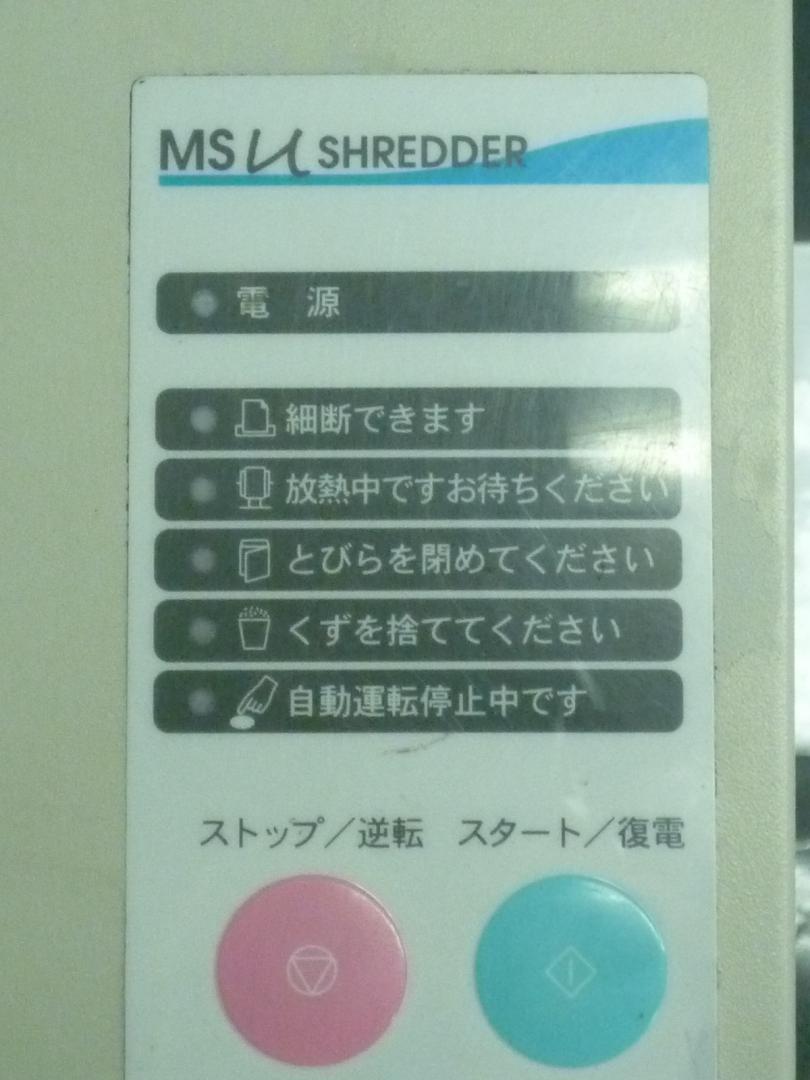 MS μ SHREDDER
電 源
細断できます
放熱中ですお待ちください
とびらを閉めてください
くずを捨ててください
自動運転停止中です
ストップ／逆転 スタート／復電